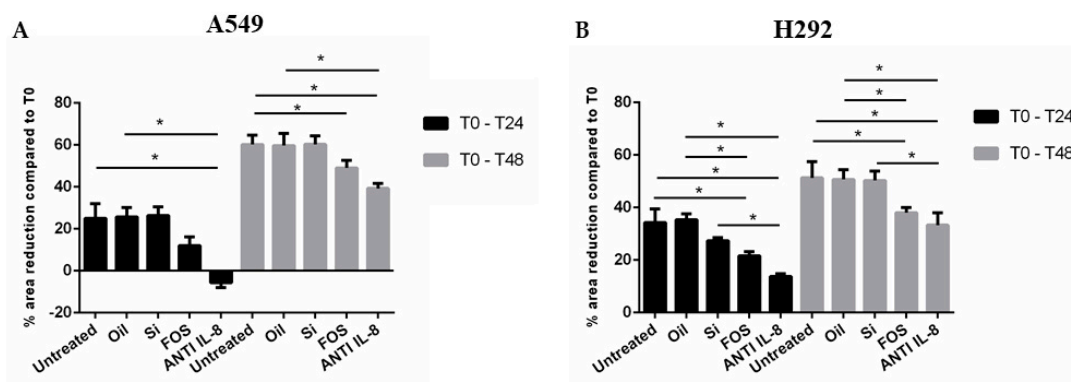 A
A549
% area reduction compared to T0
80
60
40
20
0
-20
*
*
*
*
*
T0 - T24
T0 - T48
Untreated
Oil
Si
FOS
ANTI IL-8
Untreated
Oil
Si
FOS
ANTI IL-8
B
H292
% area reduction compared to T0
80
60
40
20
0
*
*
*
*
*
*
*
*
*
*
T0 - T24
T0 - T48
Untreated
Oil
Si
FOS
ANTI IL-8
Untreated
Oil
Si
FOS
ANTI IL-8